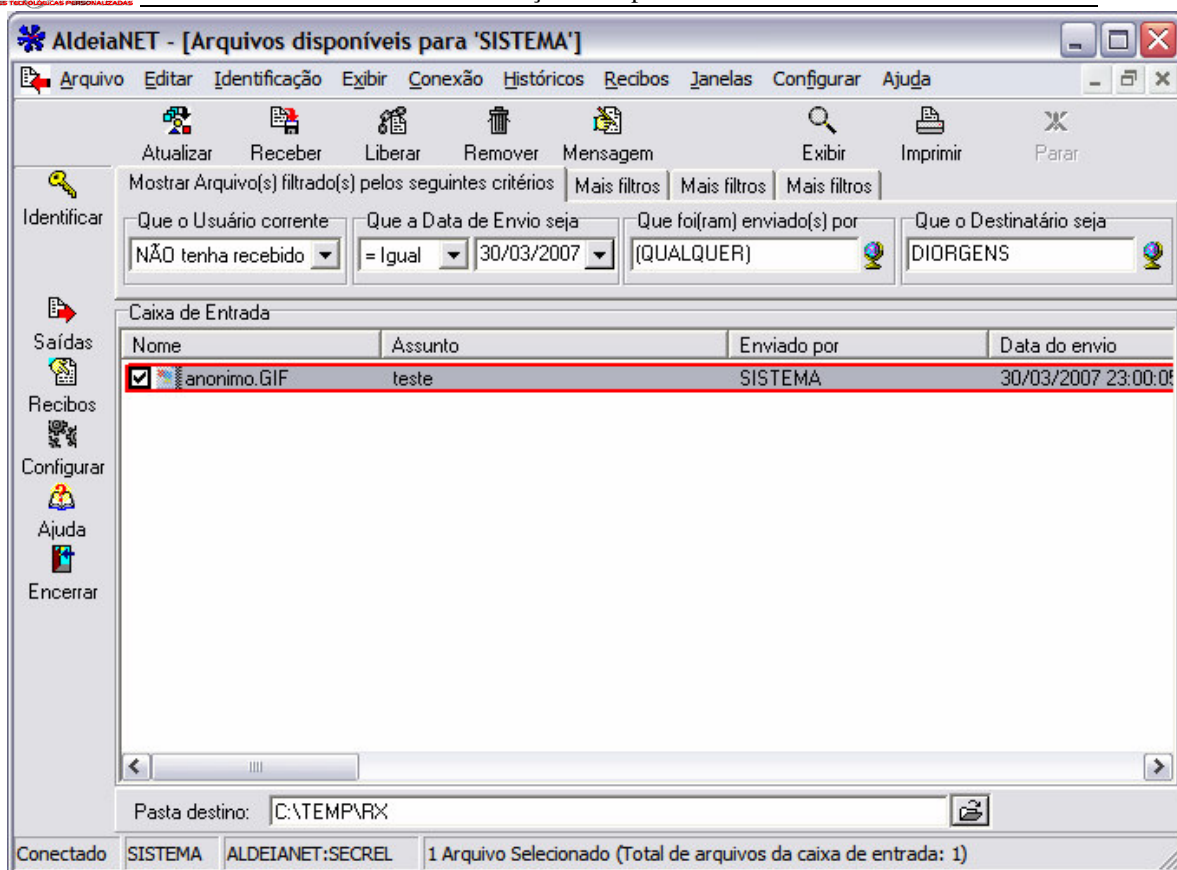 TECNOLÓGICAS PERSONALIZADAS
AldeiaNET - [Arquivos disponíveis para 'SISTEMA']
Arquivo Editar Identificação Exibir Conexão Históricos Recibos Janelas Configurar Ajuda
Atualizar Receber Liberar Remover Mensagem Exibir Imprimir Parar
Identificar
Mostrar Arquivo(s) filtrado(s) pelos seguintes critérios Mais filtros Mais filtros Mais filtros
Que o Usuário corrente Que a Data de Envio seja Que foi(ram) enviado(s) por Que o Destinatário seja
NÃO tenha recebido = Igual 30/03/2007 (QUALQUER) DIORGENS
Saídas
Recibos
Configurar
Ajuda
Encerrar
Caixa de Entrada
Nome Assunto Enviado por Data do envio
anonimo.GIF teste SISTEMA 30/03/2007 23:00:05
Pasta destino: C:\TEMP\RX
Conectado SISTEMA ALDEIANET:SECREL 1 Arquivo Selecionado (Total de arquivos da caixa de entrada: 1)